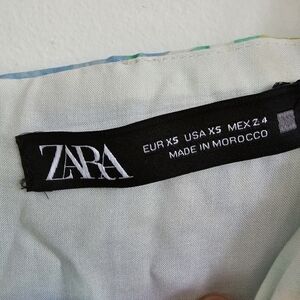 ZARA
EUR XS USA XS MEX 24
MADE IN MOROCCO